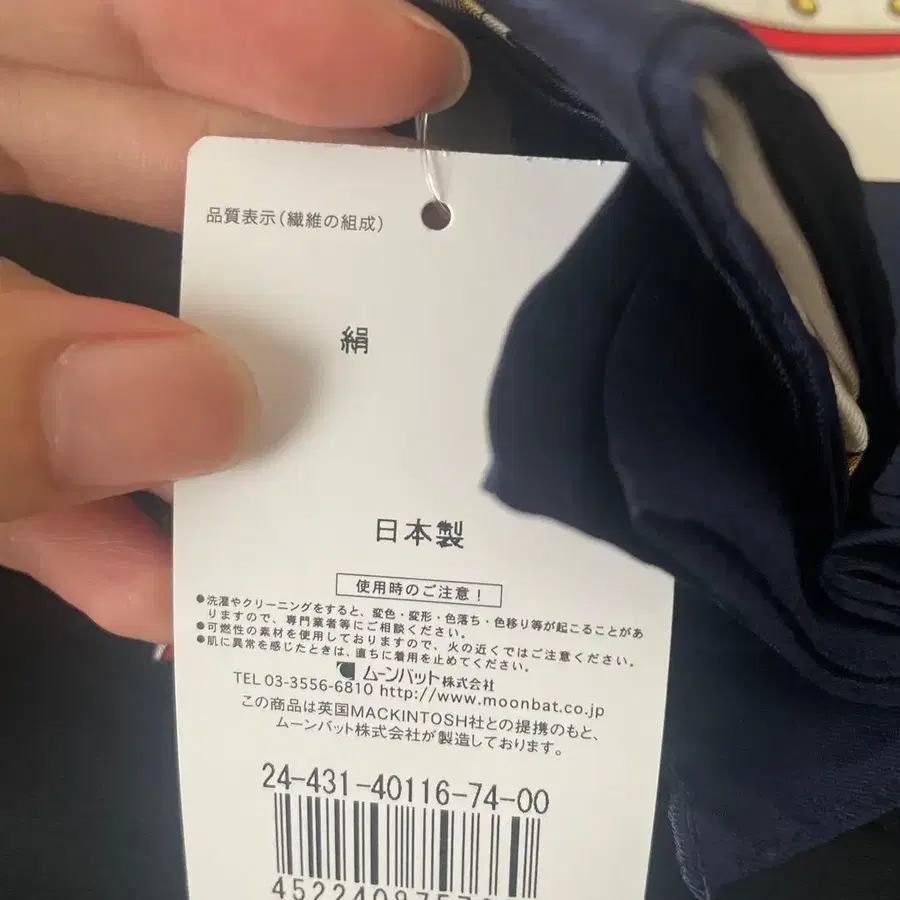 品質表示(繊維の組成)
絹
日本製
使用時のご注意!
●洗濯やクリーニングをすると、変色・変形・色落ち・色移り等が起こることがあ
りますので、専門業者等にご相談ください。
●可燃性の素材を使用しておりますので、火の近くではご注意ください。
●肌に異常を感じたときは、直ちに着用を止めてください。
ムーンバット株式会社
TEL 03-3556-6810 http://www.moonbat.co.jp
この商品は英国MACKINTOSH社との提携のもと、
ムーンバット株式会社が製造しております。
24-431-40116-74-00